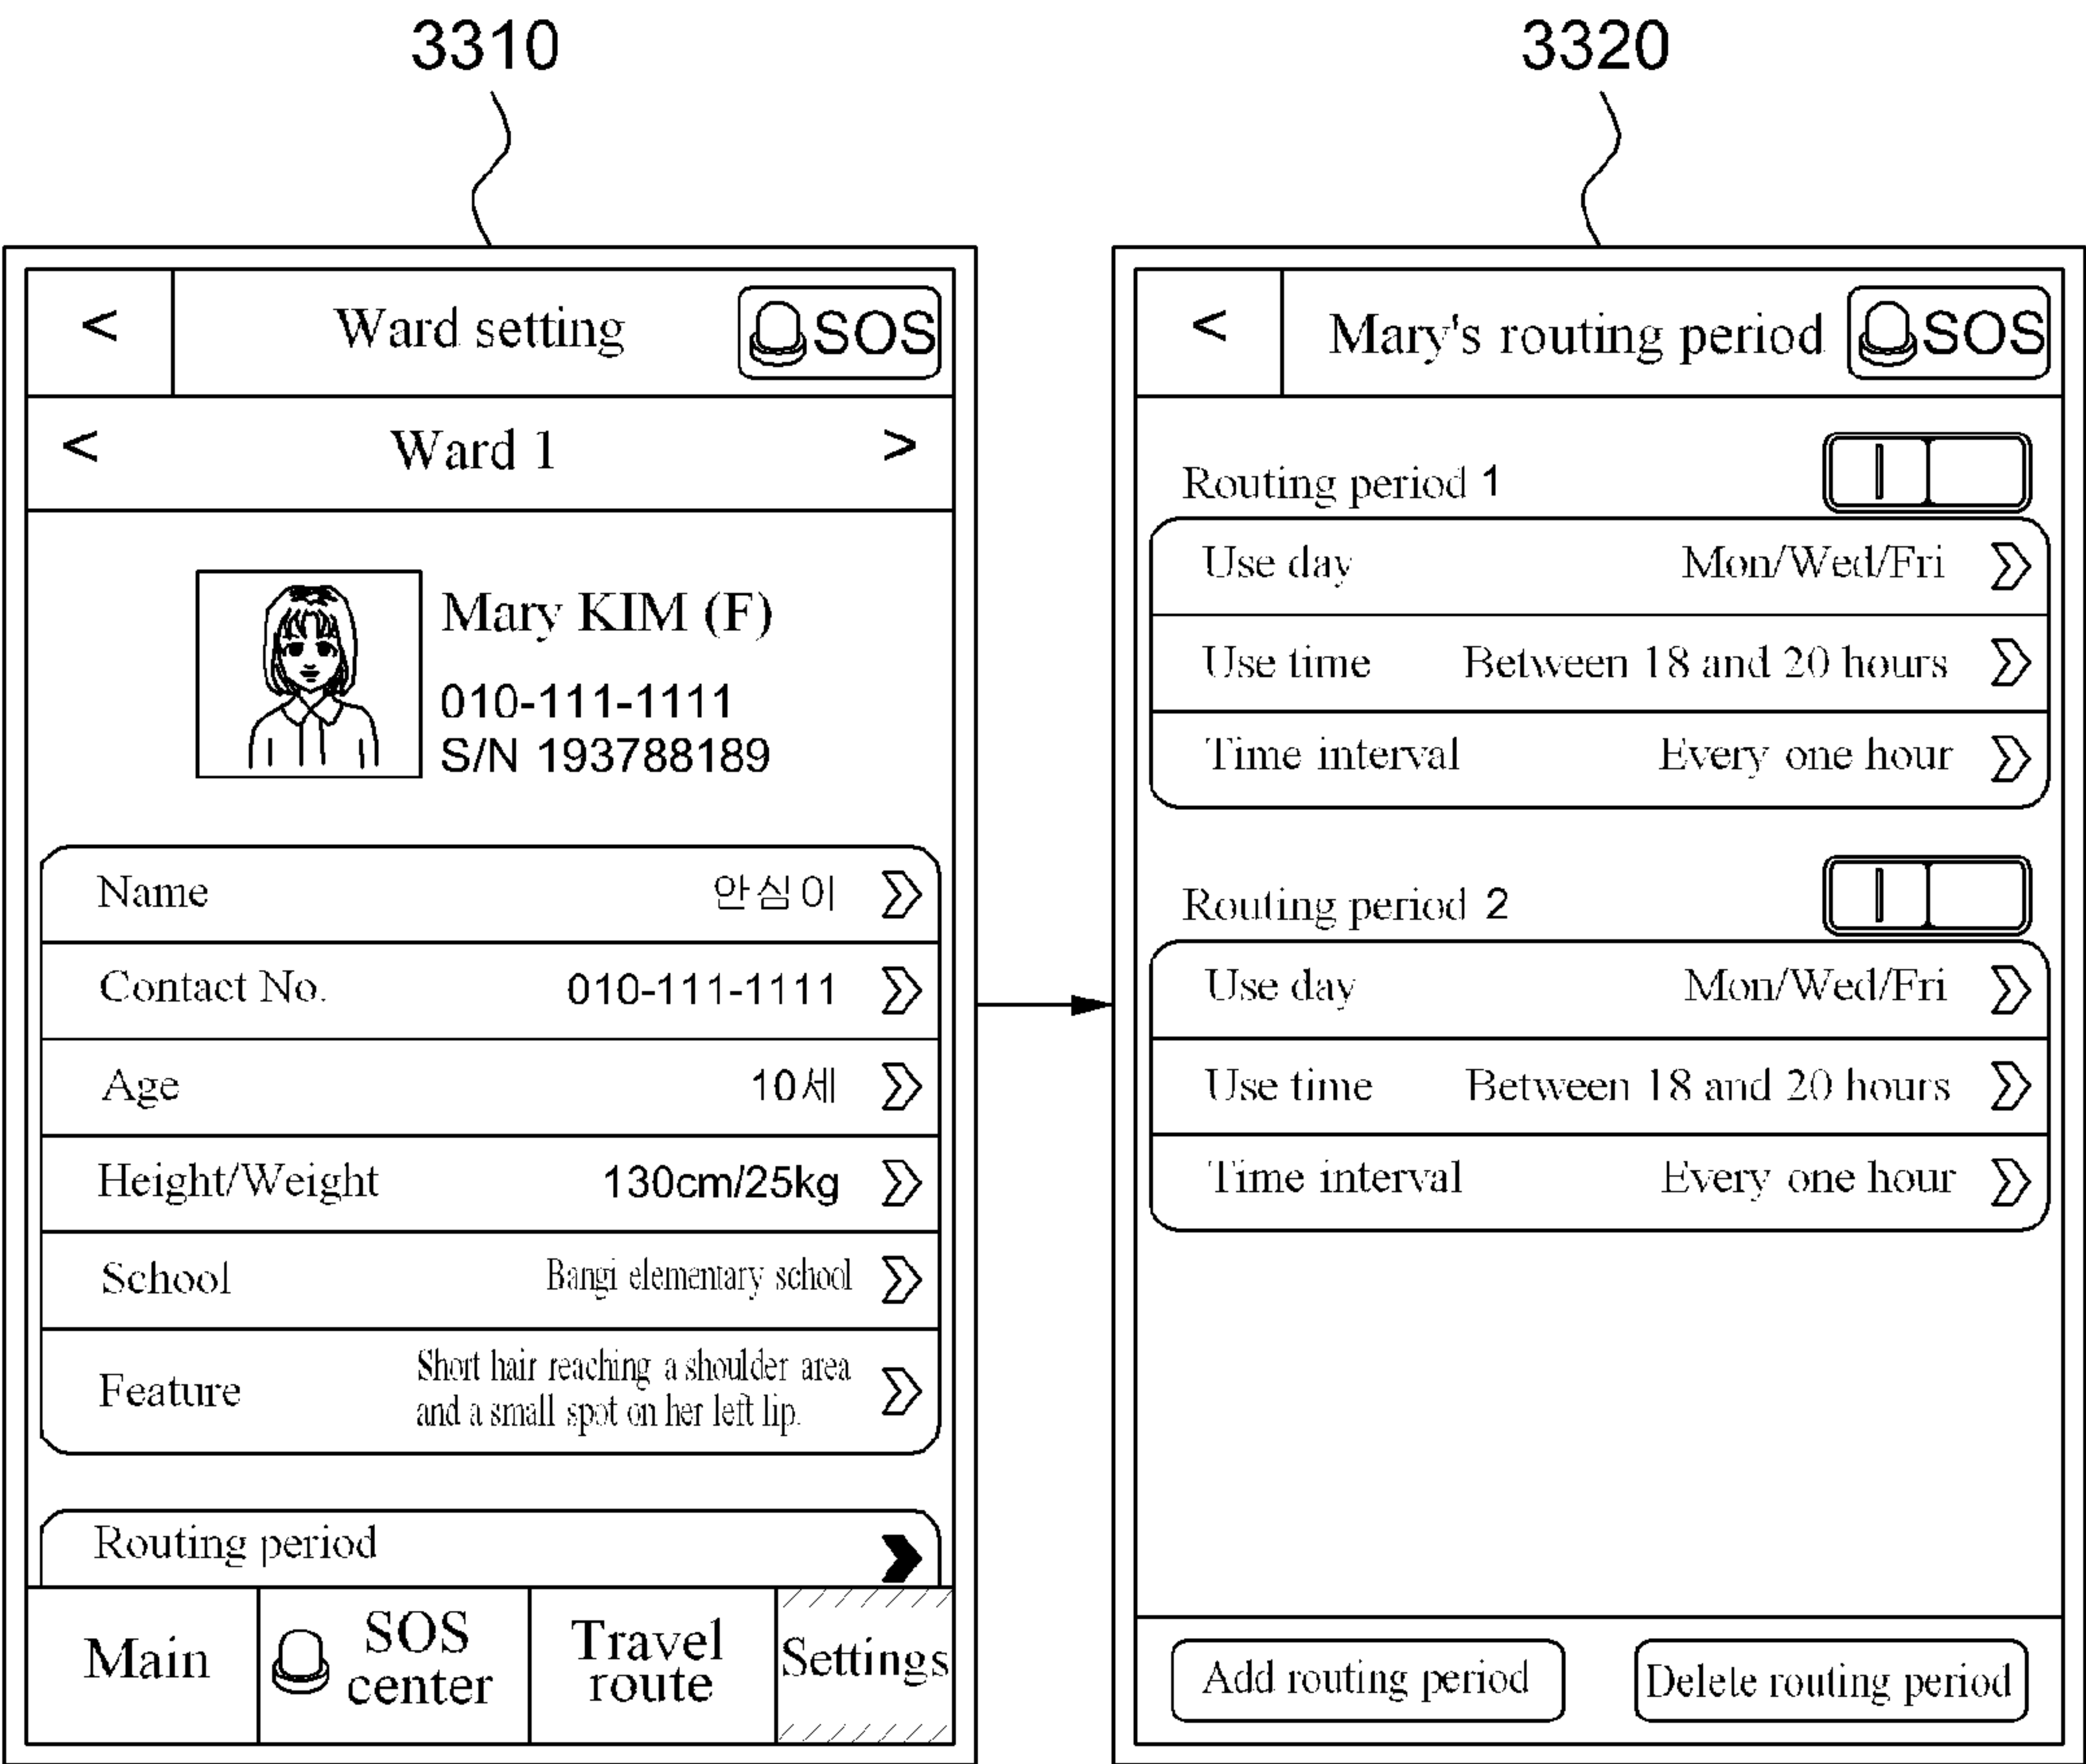 3310
< Ward setting SOS
< Ward 1 >
Mary KIM (F)
010-111-1111
S/N 193788189
Name 안심이
Contact No. 010-111-1111
Age 10세
Height/Weight 130cm/25kg
School Bangi elementary school
Feature Short hair reaching a shoulder area
and a small spot on her left lip.
Routing period
Main
SOS
center
Travel
route
Settings
3320
< Mary's routing period SOS
Routing period 1
Use day Mon/Wed/Fri
Use time Between 18 and 20 hours
Time interval Every one hour
Routing period 2
Use day Mon/Wed/Fri
Use time Between 18 and 20 hours
Time interval Every one hour
Add routing period Delete routing period